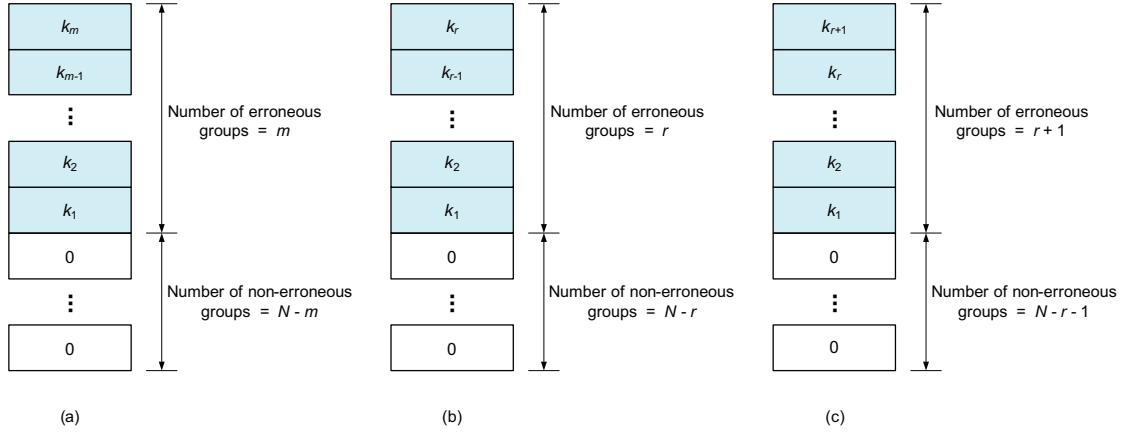 k_m
k_{m-1}
⋮
k_2
k_1
0
⋮
0
Number of erroneous
groups = m
Number of non-erroneous
groups = N - m
(a)
k_r
k_{r-1}
⋮
k_2
k_1
0
⋮
0
Number of erroneous
groups = r
Number of non-erroneous
groups = N - r
(b)
k_{r+1}
k_r
⋮
k_2
k_1
0
⋮
0
Number of erroneous
groups = r + 1
Number of non-erroneous
groups = N - r - 1
(c)